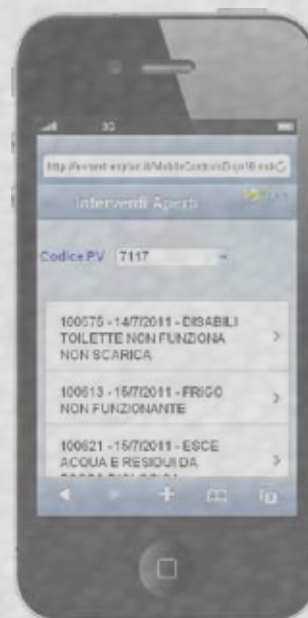 3G
Interventi Aperti
Codice PV 7117
100575 - 14/7/2011 - DISABILI
TOILETTE NON FUNZIONA
NON SCARICA
100613 - 15/7/2011 - FRIGO
NON FUNZIONANTE
100621 - 15/7/2011 - ESCE
ACQUA E RESIDUI DA